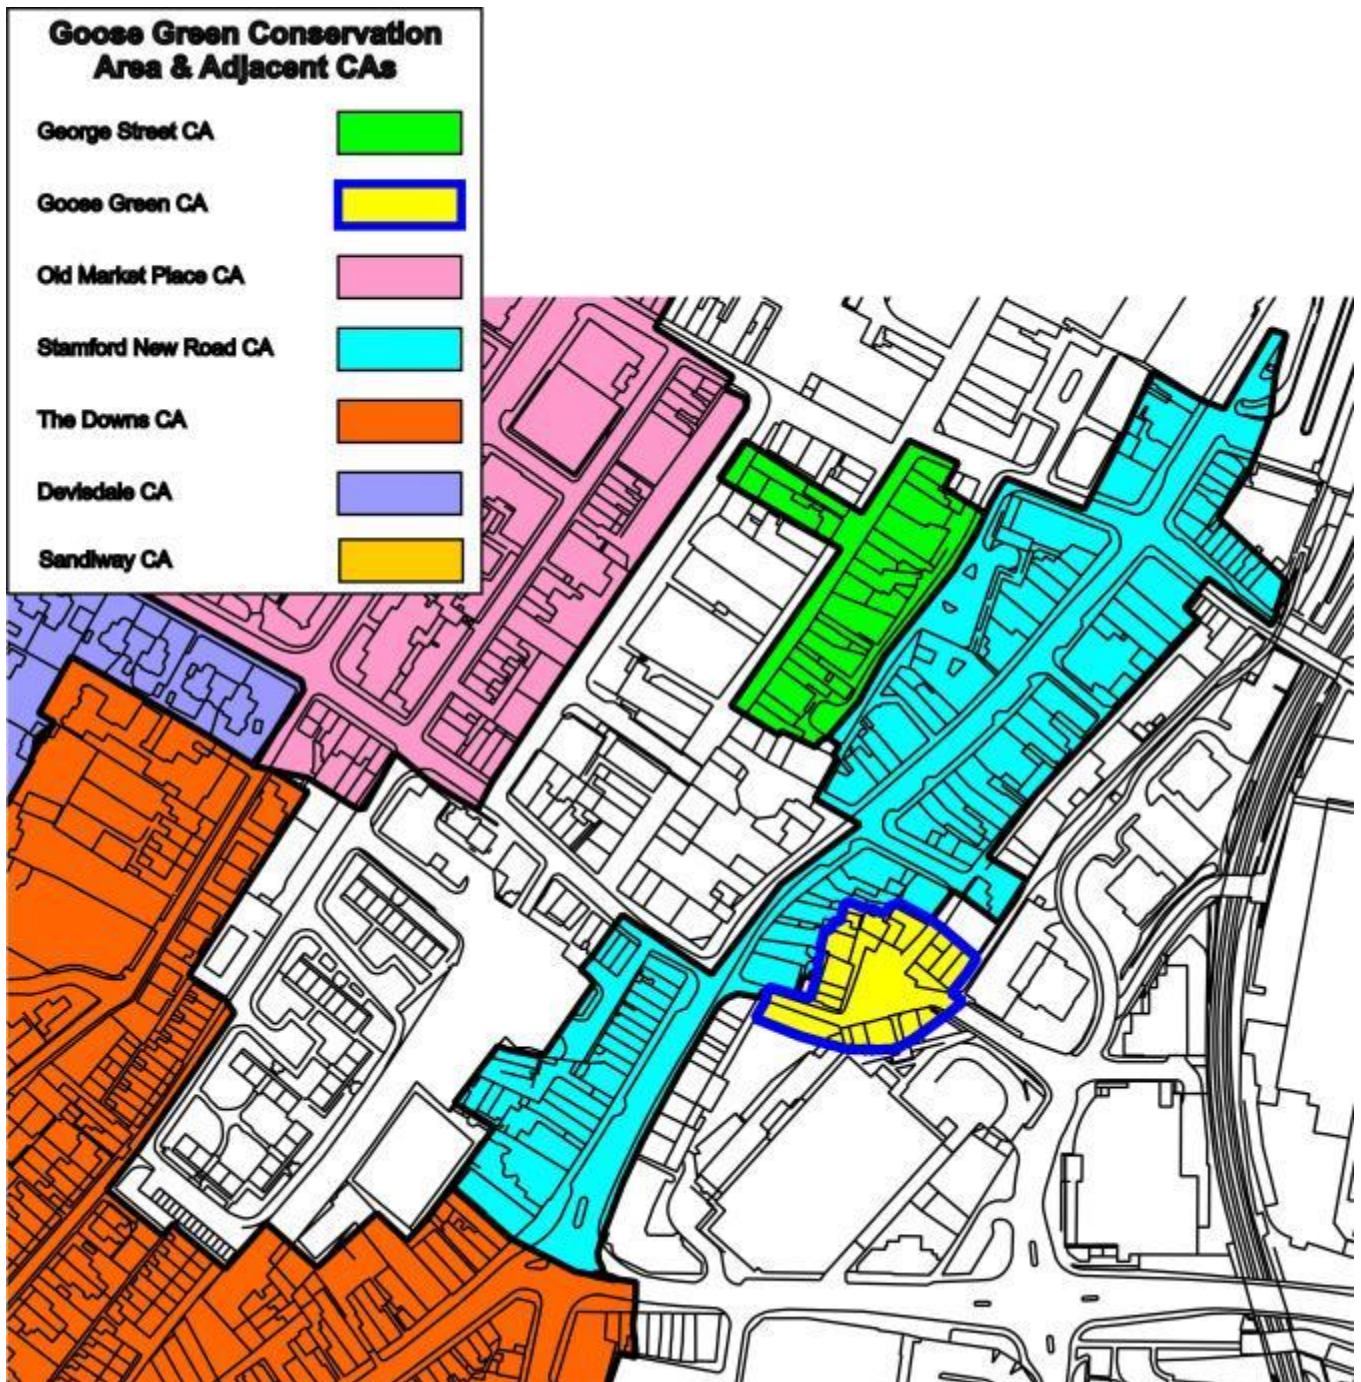 Goose Green Conservation
Area & Adjacent CAs
George Street CA
Goose Green CA
Old Market Place CA
Stamford New Road CA
The Downs CA
Devisdale CA
Sandiway CA